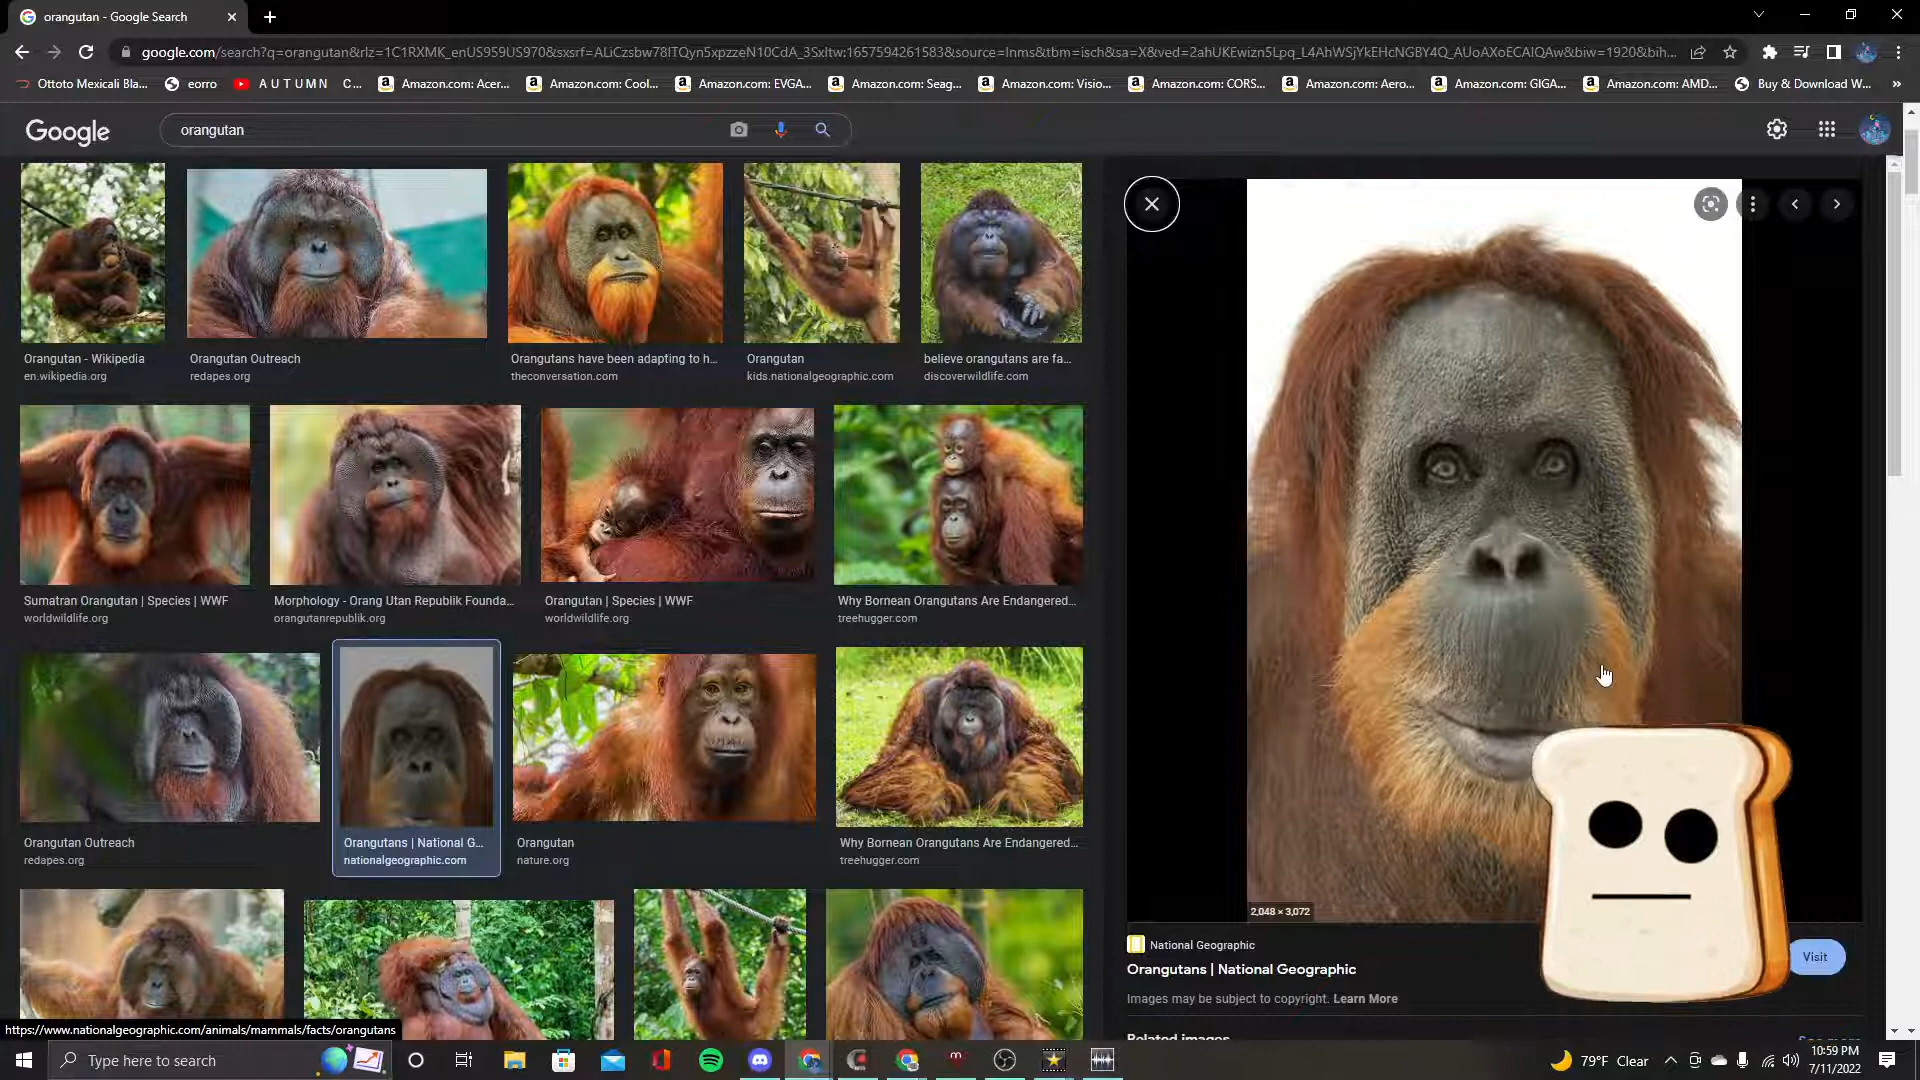 orangutan - Google Search
google.com/search?q=orangutan&rlz=1C1RXMK_enUS959US970&sxsrf=ALiCzsbw78ITQyn5xpzzeN10CdA_3SxItw:1657594261583&source=lnms&tbm=isch&sa=X&ved=2ahUKEwizn5Lpq_L4AhWSjYkEHcNGBY4Q_AUoAXoECAIQAw&biw=1920&bih...
Ottoto Mexicali Bla...
eorro
A U T U M N C...
Amazon.com: Acer...
Amazon.com: Cool...
Amazon.com: EVGA...
Amazon.com: Seag...
Amazon.com: Visio...
Amazon.com: CORS...
Amazon.com: Aero...
Amazon.com: GIGA...
Amazon.com: AMD...
Buy & Download W...
Google
orangutan
Orangutan - Wikipedia
en.wikipedia.org
Orangutan Outreach
redapes.org
Orangutans have been adapting to h...
theconversation.com
Orangutan
kids.nationalgeographic.com
believe orangutans are fa...
discoverwildlife.com
Sumatran Orangutan | Species | WWF
worldwildlife.org
Morphology - Orang Utan Republik Founda...
orangutanrepublik.org
Orangutan | Species | WWF
worldwildlife.org
Why Bornean Orangutans Are Endangered...
treehugger.com
Orangutan Outreach
redapes.org
Orangutans | National G...
nationalgeographic.com
Orangutan
nature.org
Why Bornean Orangutans Are Endangered...
treehugger.com
2,048 × 3,072
National Geographic
Orangutans | National Geographic
Visit
Images may be subject to copyright. Learn More
Related images
https://www.nationalgeographic.com/animals/mammals/facts/orangutans
Type here to search
79°F Clear
10:59 PM
7/11/2022